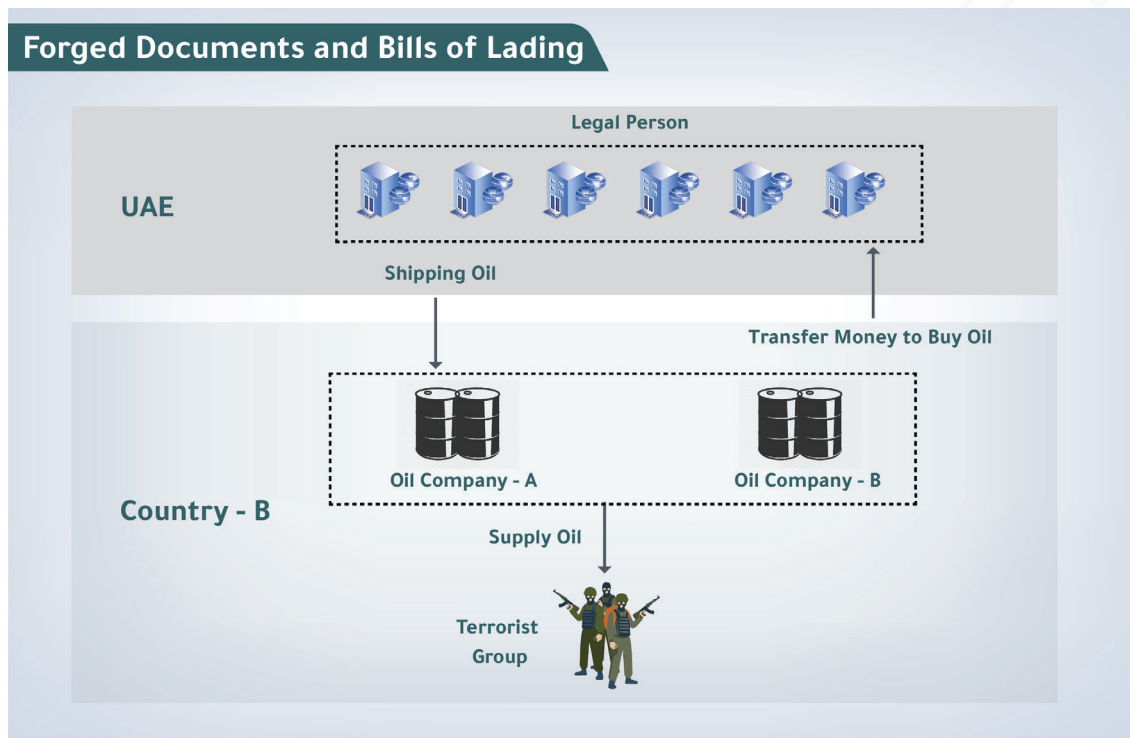 Forged Documents and Bills of Lading
Legal Person
UAE
Shipping Oil
Transfer Money to Buy Oil
Oil Company - A
Oil Company - B
Country - B
Supply Oil
Terrorist
Group